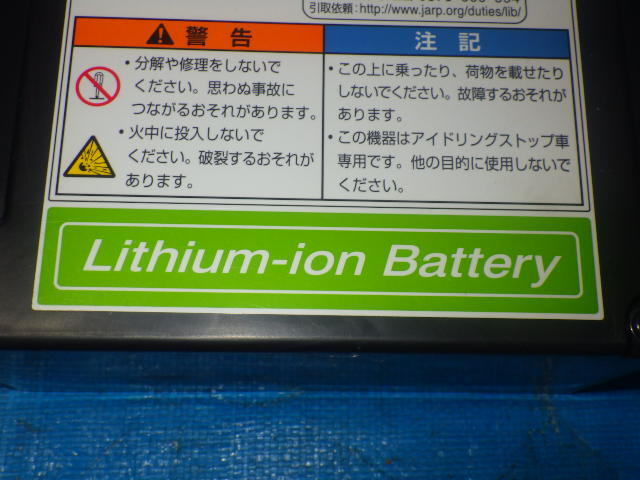 引取依頼:http://www.jarp.org/duties/lib/
警告
・分解や修理をしないで
ください。思わぬ事故に
つながるおそれがあります。
・火中に投入しないで
ください。破裂するおそれが
あります。
注記
・この上に乗ったり、荷物を載せたり
しないでください。故障するおそれが
あります。
・この機器はアイドリングストップ車
専用です。他の目的に使用しないで
ください。
Lithium-ion Battery